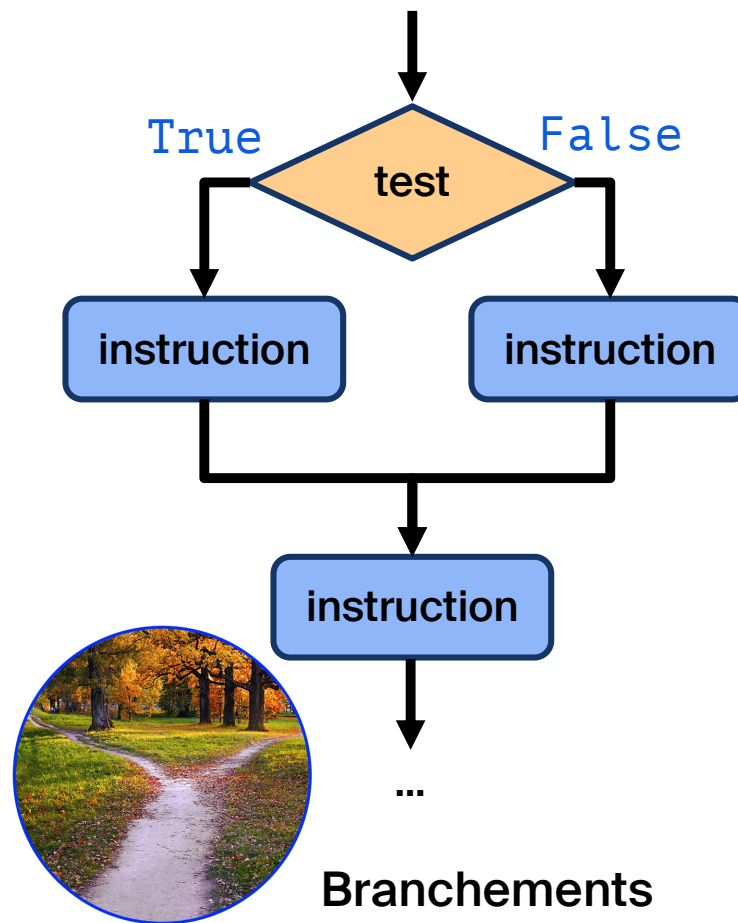 True
False
test
instruction
instruction
instruction
...
Branchements